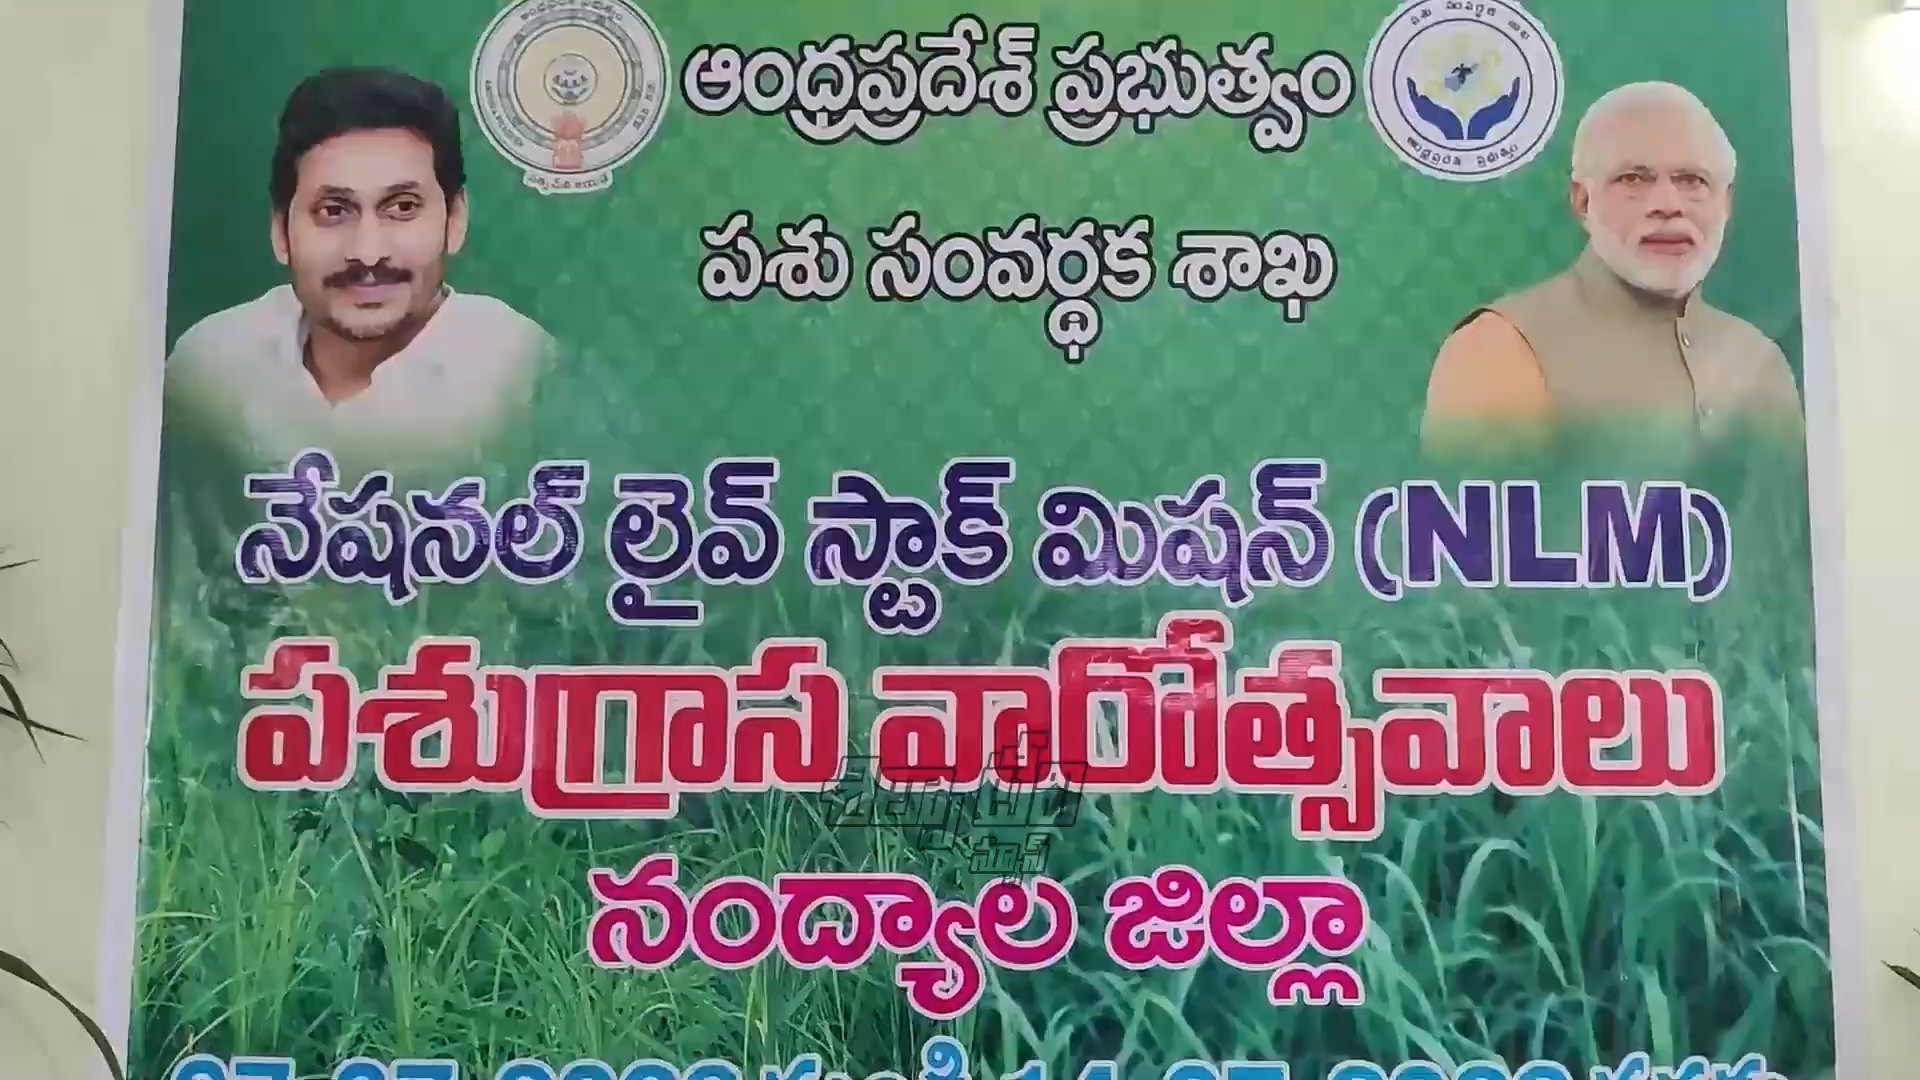 ఆంధ్రప్రదేశ్ ప్రభుత్వం
పశు సంవర్ధక శాఖ
నేషనల్ లైవ్ స్టాక్ మిషన్ (NLM)
పశుగ్రాస వారోత్సవాలు
నంద్యాల జిల్లా